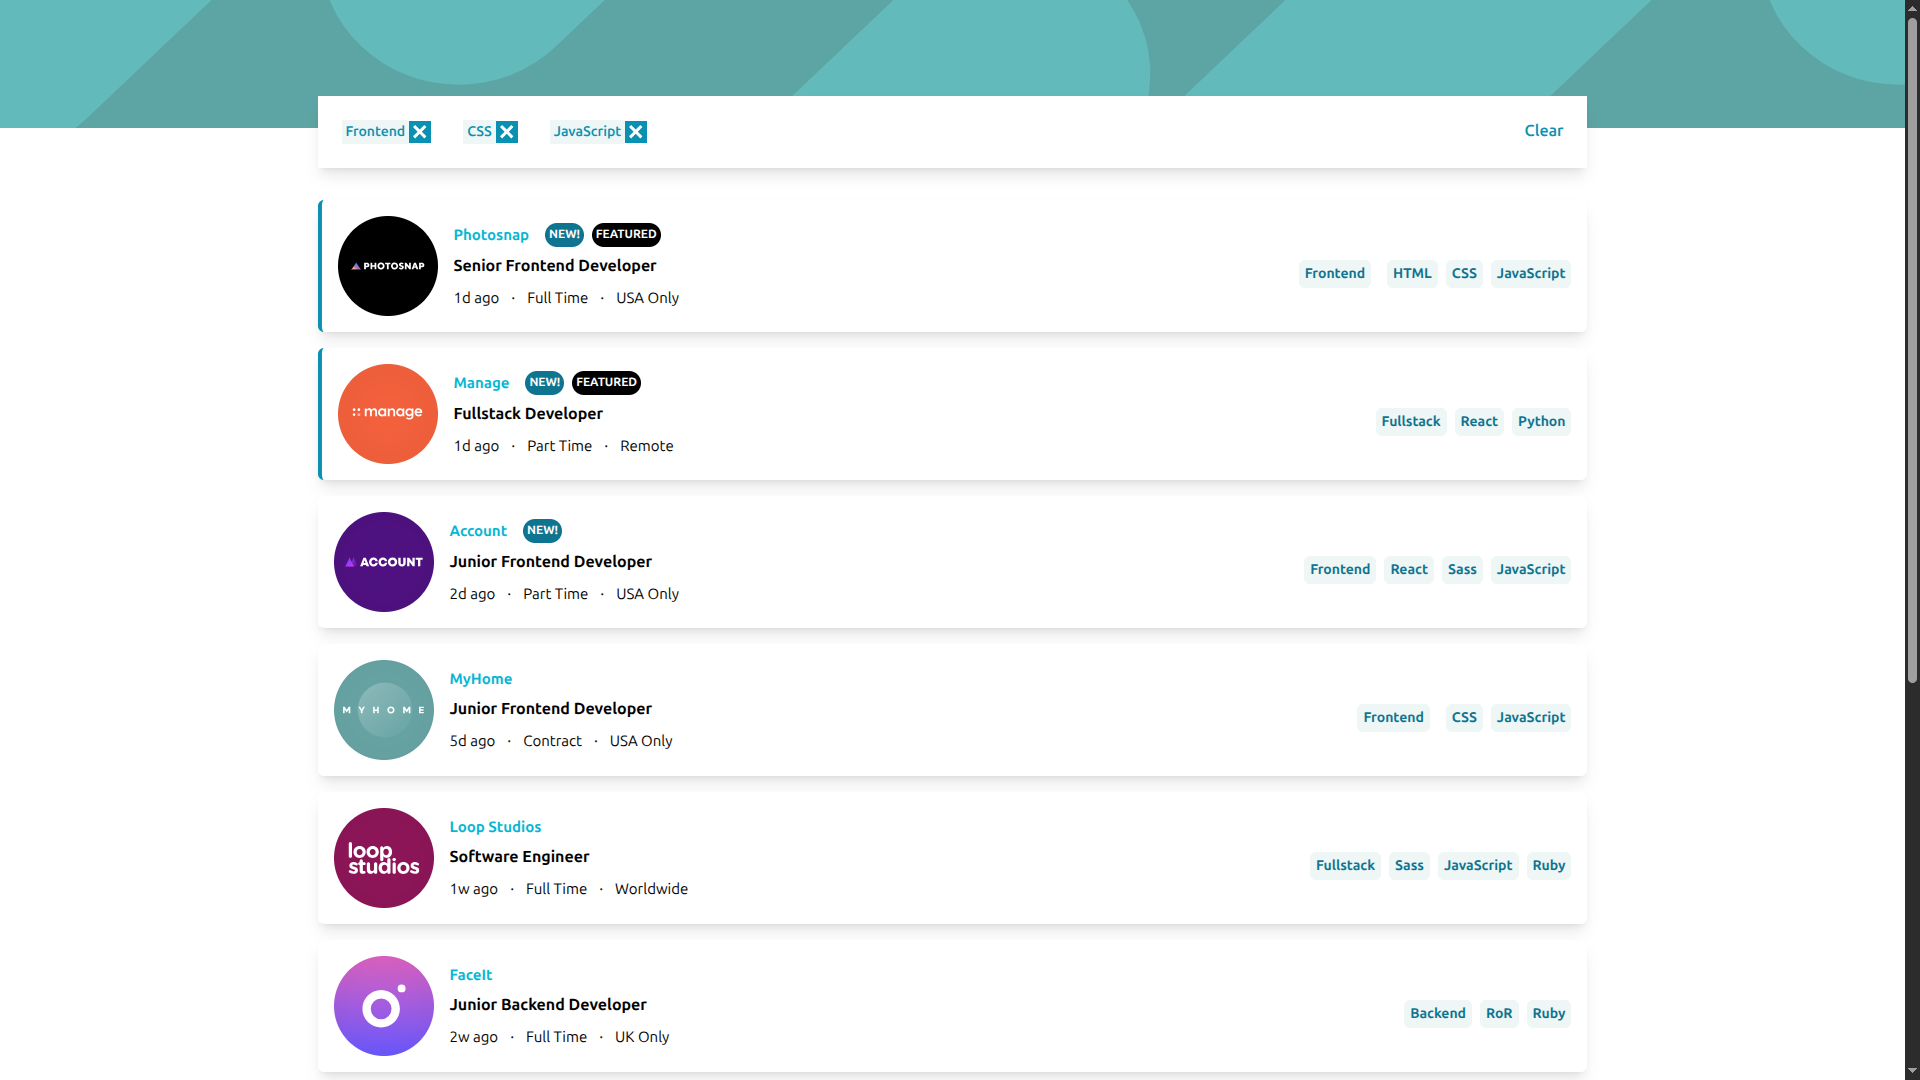 Frontend CSS JavaScript Clear
PHOTOSNAP
Photosnap NEW! FEATURED
Senior Frontend Developer
1d ago · Full Time · USA Only
Frontend HTML CSS JavaScript
manage
Manage NEW! FEATURED
Fullstack Developer
1d ago · Part Time · Remote
Fullstack React Python
ACCOUNT
Account NEW!
Junior Frontend Developer
2d ago · Part Time · USA Only
Frontend React Sass JavaScript
MYHOME
MyHome
Junior Frontend Developer
5d ago · Contract · USA Only
Frontend CSS JavaScript
loop
studios
Loop Studios
Software Engineer
1w ago · Full Time · Worldwide
Fullstack Sass JavaScript Ruby
FaceIt
Junior Backend Developer
2w ago · Full Time · UK Only
Backend RoR Ruby